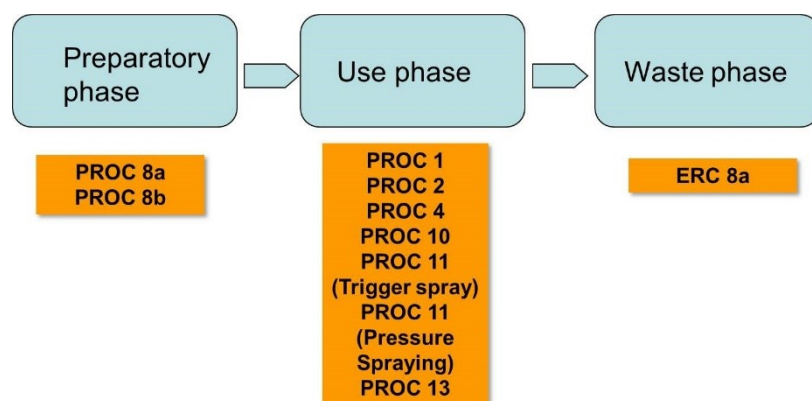 Preparatory
phase
Use phase
Waste phase
PROC 8a
PROC 8b
PROC 1
PROC 2
PROC 4
PROC 10
PROC 11
(Trigger spray)
PROC 11
(Pressure
Spraying)
PROC 13
ERC 8a